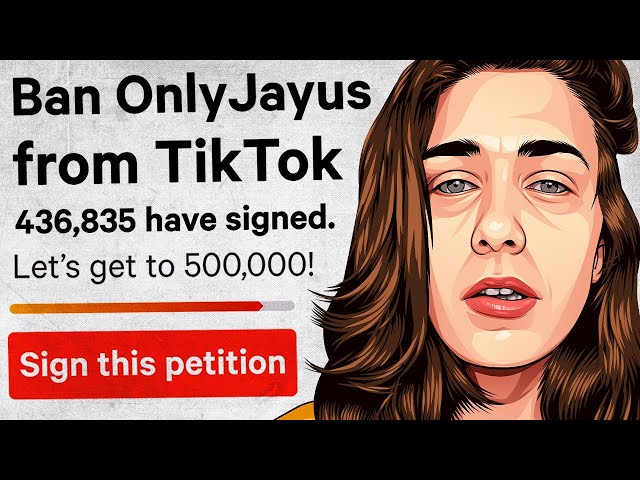 Ban OnlyJayus
from TikTok
436,835 have signed.
Let's get to 500,000!
Sign this petition